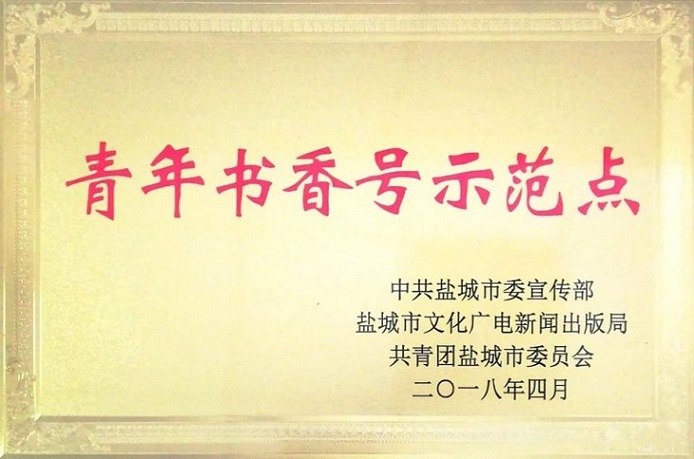 青年书香号示范点
中共盐城市委宣传部
盐城市文化广电新闻出版局
共青团盐城市委员会
二〇一八年四月